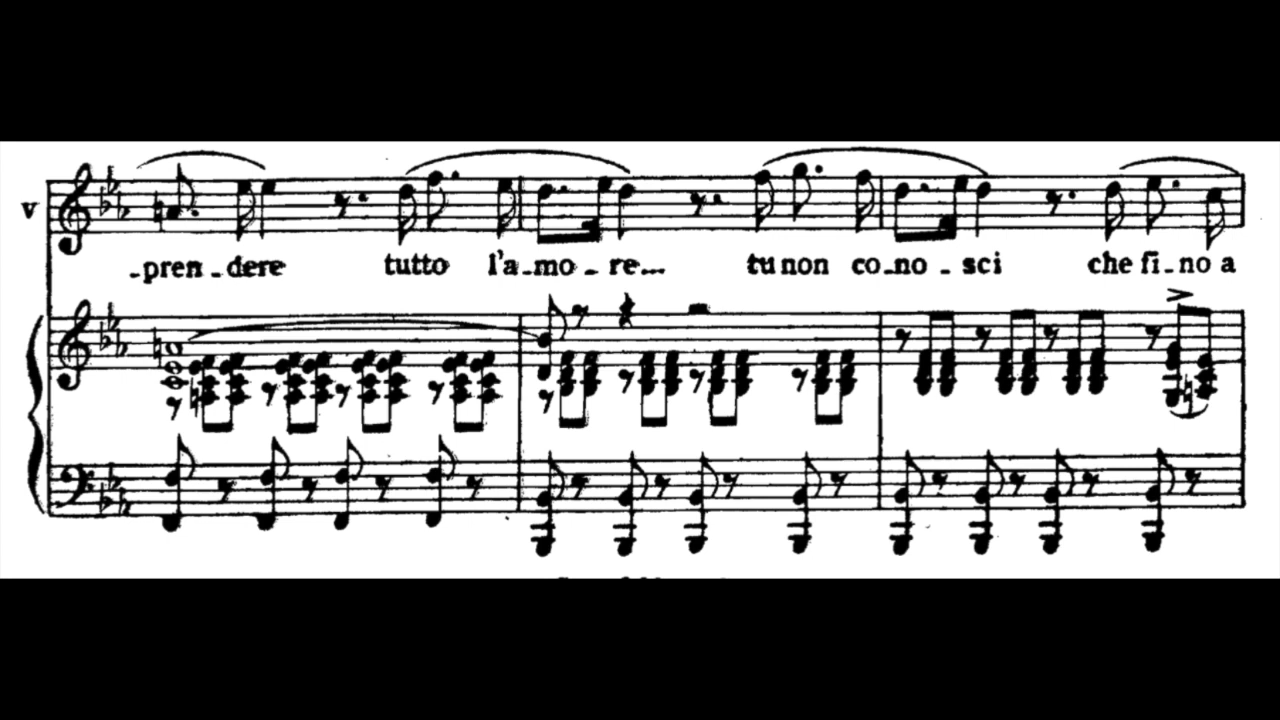 v
-pren-dere tutto l'a-mo-re... tu non co-no-sci che fi-no a